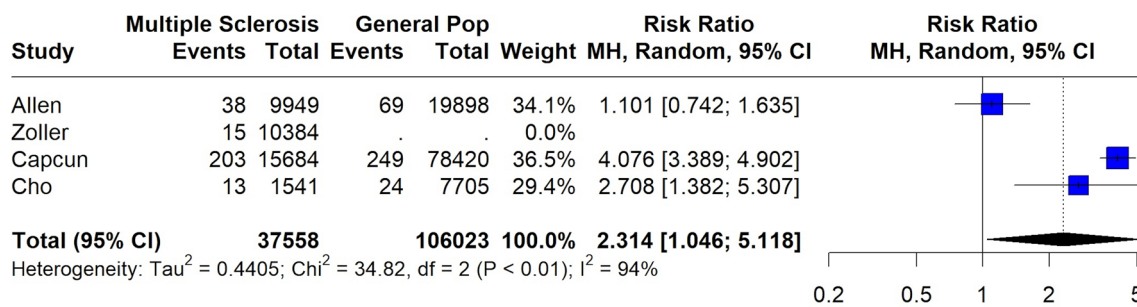 Multiple Sclerosis General Pop Risk Ratio Risk Ratio
Study Events Total Events Total Weight MH, Random, 95% CI MH, Random, 95% CI
Allen 38 9949 69 19898 34.1% 1.101 [0.742; 1.635]
Zoller 15 10384 . . 0.0%
Capcun 203 15684 249 78420 36.5% 4.076 [3.389; 4.902]
Cho 13 1541 24 7705 29.4% 2.708 [1.382; 5.307]
Total (95% CI) 37558 106023 100.0% 2.314 [1.046; 5.118]
Heterogeneity: Tau² = 0.4405; Chi² = 34.82, df = 2 (P < 0.01); I² = 94%
0.2 0.5 1 2 5